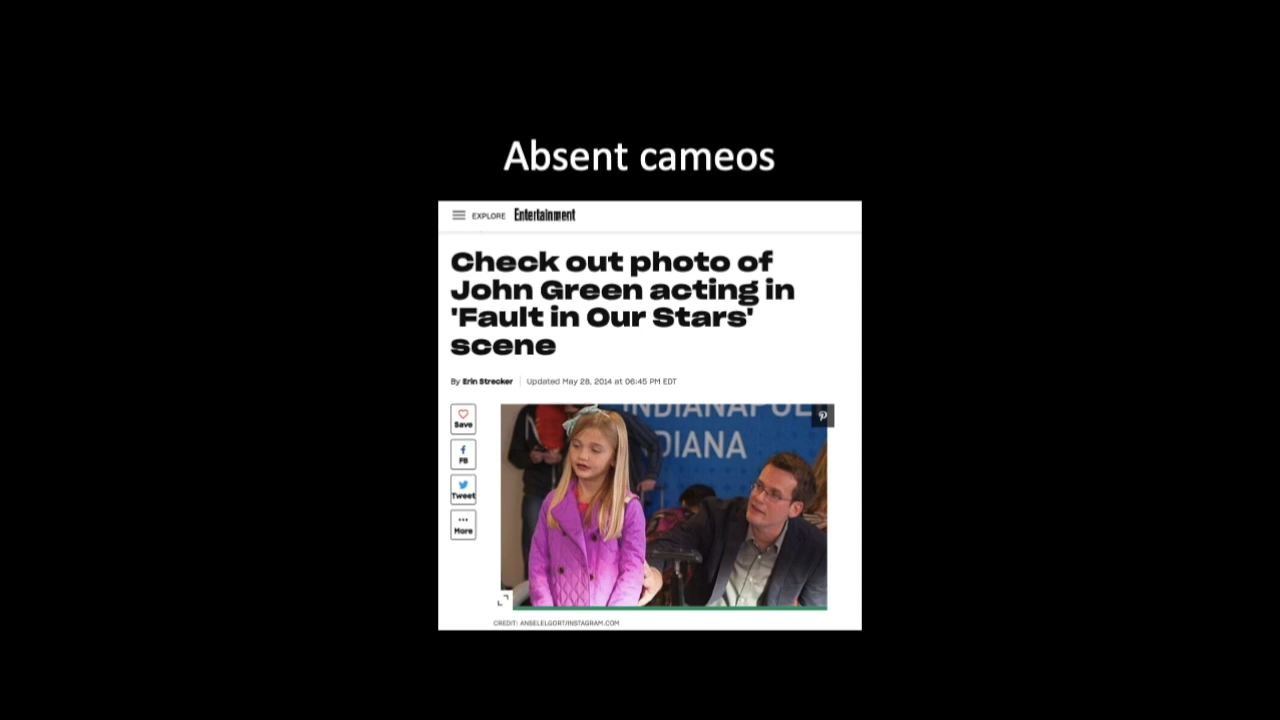 Absent cameos
EXPLORE Entertainment
Check out photo of
John Green acting in
'Fault in Our Stars'
scene
By Erin Strecker Updated May 28, 2014 at 06:45 PM EDT
Save
FB
Tweet
More
INDIANAPOL
DIANA
CREDIT: ANSELELGORT/INSTAGRAM.COM